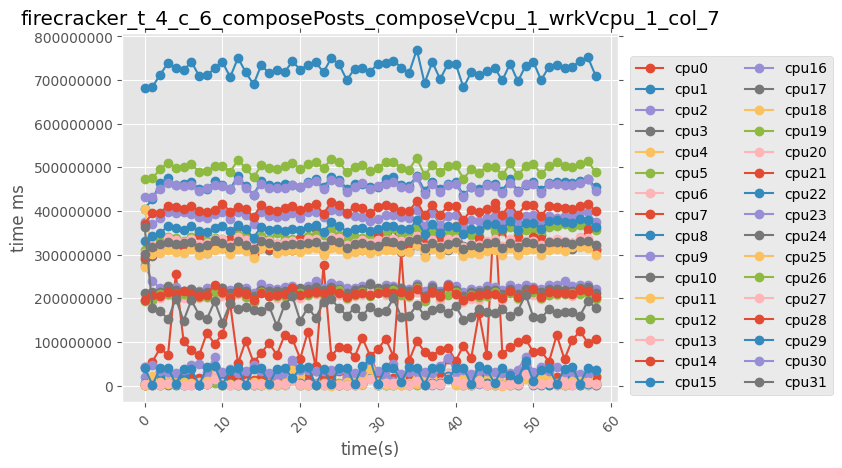 firecracker_t_4_c_6_composePosts_composeVcpu_1_wrkVcpu_1_col_7
800000000
700000000
600000000
500000000
400000000
300000000
200000000
100000000
0
time ms
0
10
20
30
40
50
60
time(s)
cpu0
cpu1
cpu2
cpu3
cpu4
cpu5
cpu6
cpu7
cpu8
cpu9
cpu10
cpu11
cpu12
cpu13
cpu14
cpu15
cpu16
cpu17
cpu18
cpu19
cpu20
cpu21
cpu22
cpu23
cpu24
cpu25
cpu26
cpu27
cpu28
cpu29
cpu30
cpu31